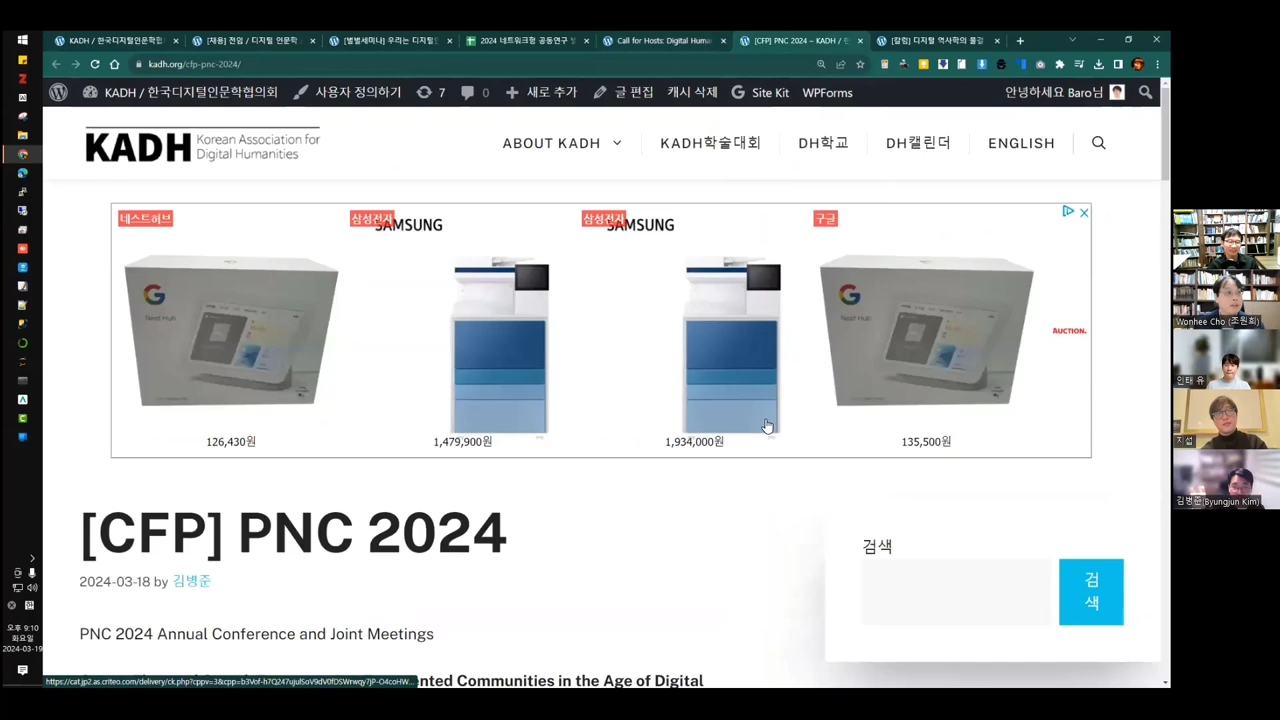 KADH / 한국디지털인문학협
[채용] 전임 / 디지털 인문학
[별별세미나] 우리는 디지털인
2024 네트워크형 공동연구
Call for Hosts: Digital Humani
[CFP] PNC 2024 – KADH /
[칼럼] 디지털 역사학의 물결
kadh.org/cfp-pnc-2024/
KADH / 한국디지털인문학협의회
사용자 정의하기
7
0
새로 추가
글 편집
캐시 삭제
Site Kit
WPForms
안녕하세요 Baro님
KADH
Korean Association for
Digital Humanities
ABOUT KADH
KADH학술대회
DH학교
DH캘린더
ENGLISH
네스트허브
삼성전자
SAMSUNG
삼성전자
SAMSUNG
구글
Nest Hub
Nest Hub
AUCTION.
126,430원
1,479,900원
1,934,000원
135,500원
[CFP] PNC 2024
2024-03-18 by 김병준
PNC 2024 Annual Conference and Joint Meetings
nted Communities in the Age of Digital
검색
검
색
Wonhee Cho (조원희)
인태 유
지섭
김병준(Byungjun Kim)
오후 9:10
화요일
2024-03-19